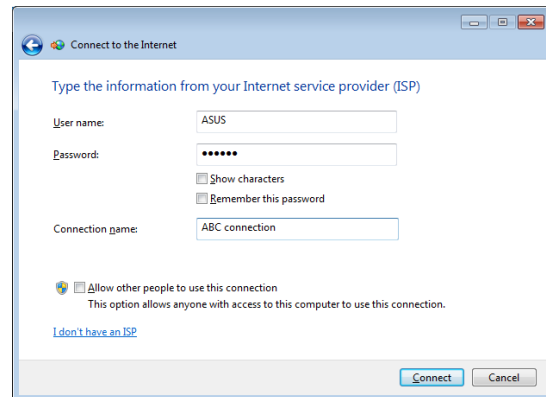 Connect to the Internet
Type the information from your Internet service provider (ISP)
User name: ASUS
Password: ••••••
Show characters
Remember this password
Connection name: ABC connection
Allow other people to use this connection
This option allows anyone with access to this computer to use this connection.
I don't have an ISP
Connect Cancel